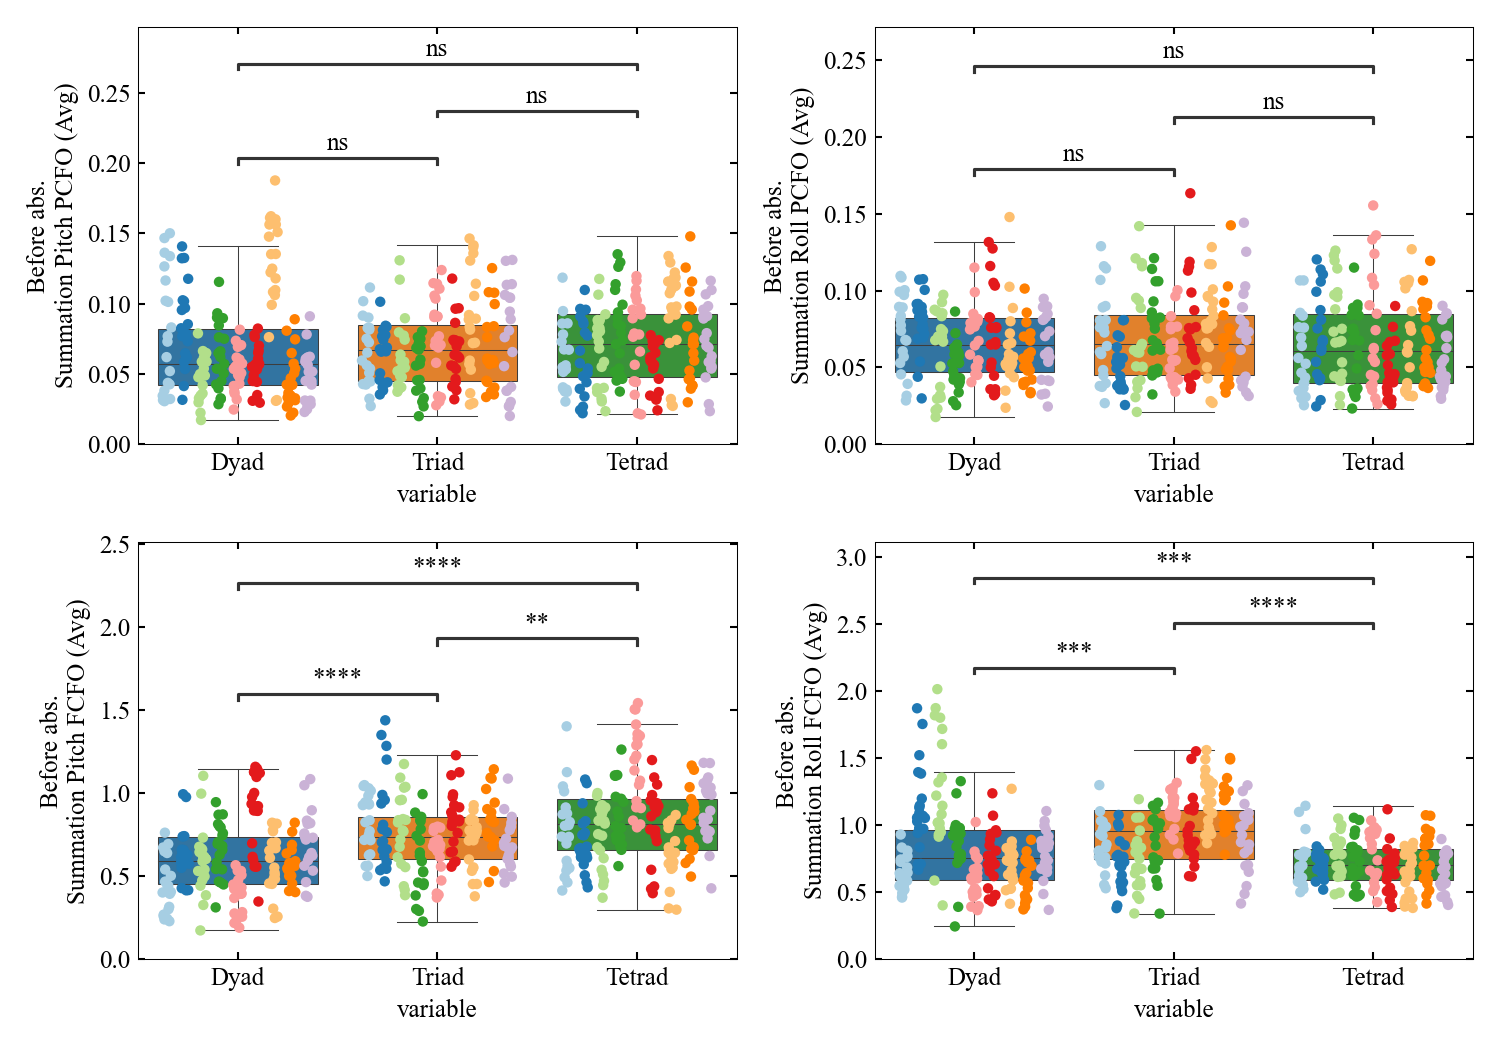 Before abs.
Summation Pitch PCFO (Avg)
0.25
0.20
0.15
0.10
0.05
0.00
ns
ns
ns
Dyad Triad Tetrad
variable
Before abs.
Summation Roll PCFO (Avg)
0.25
0.20
0.15
0.10
0.05
0.00
ns
ns
ns
Dyad Triad Tetrad
variable
Before abs.
Summation Pitch FCFO (Avg)
2.5
2.0
1.5
1.0
0.5
0.0
****
**
****
Dyad Triad Tetrad
variable
Before abs.
Summation Roll FCFO (Avg)
3.0
2.5
2.0
1.5
1.0
0.5
0.0
***
****
***
Dyad Triad Tetrad
variable